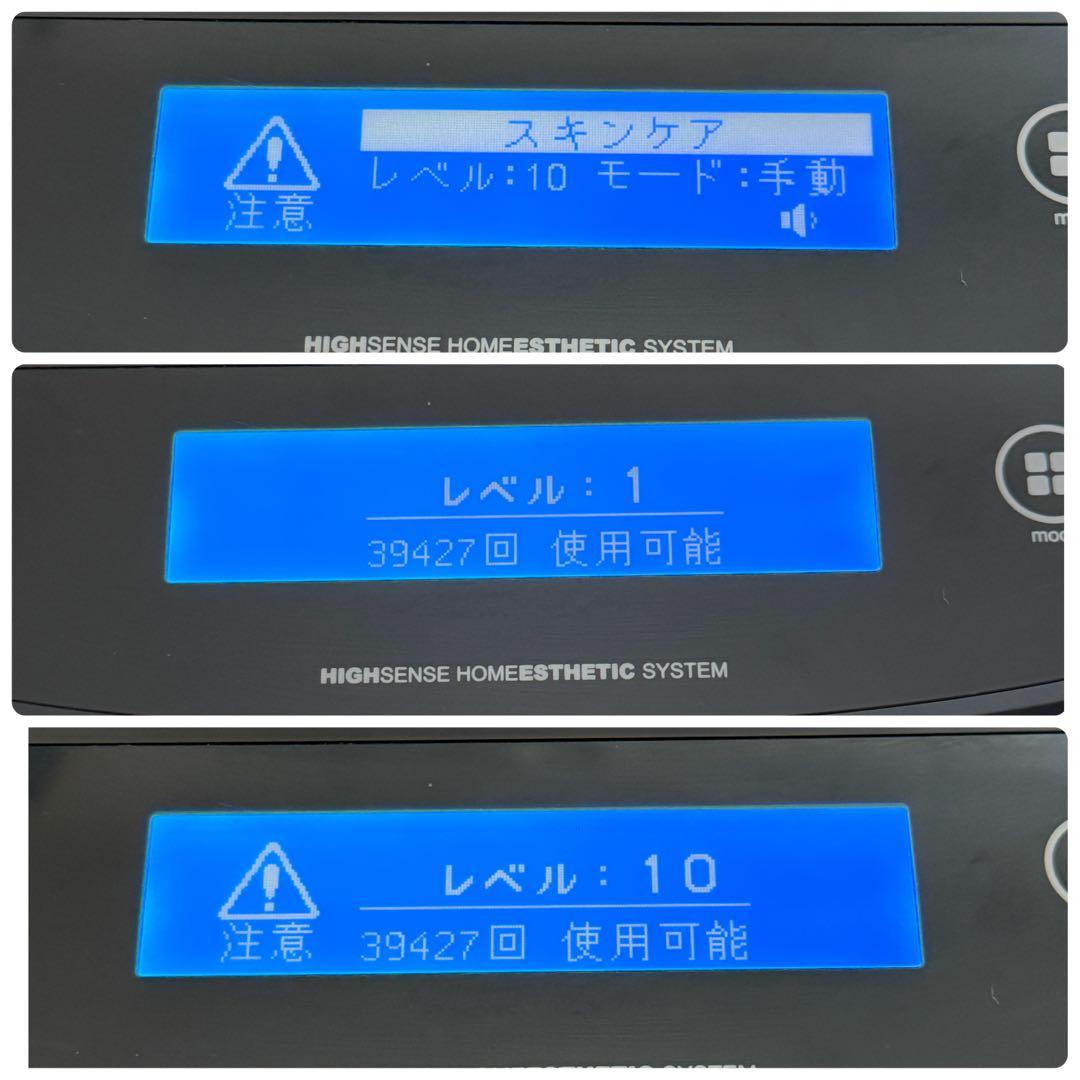 スキンケア
レベル:10 モード:手動
注意
HIGHSENSE HOMEESTHETIC SYSTEM
レベル: 1
39427回 使用可能
HIGHSENSE HOMEESTHETIC SYSTEM
レベル: 10
注意
39427回 使用可能